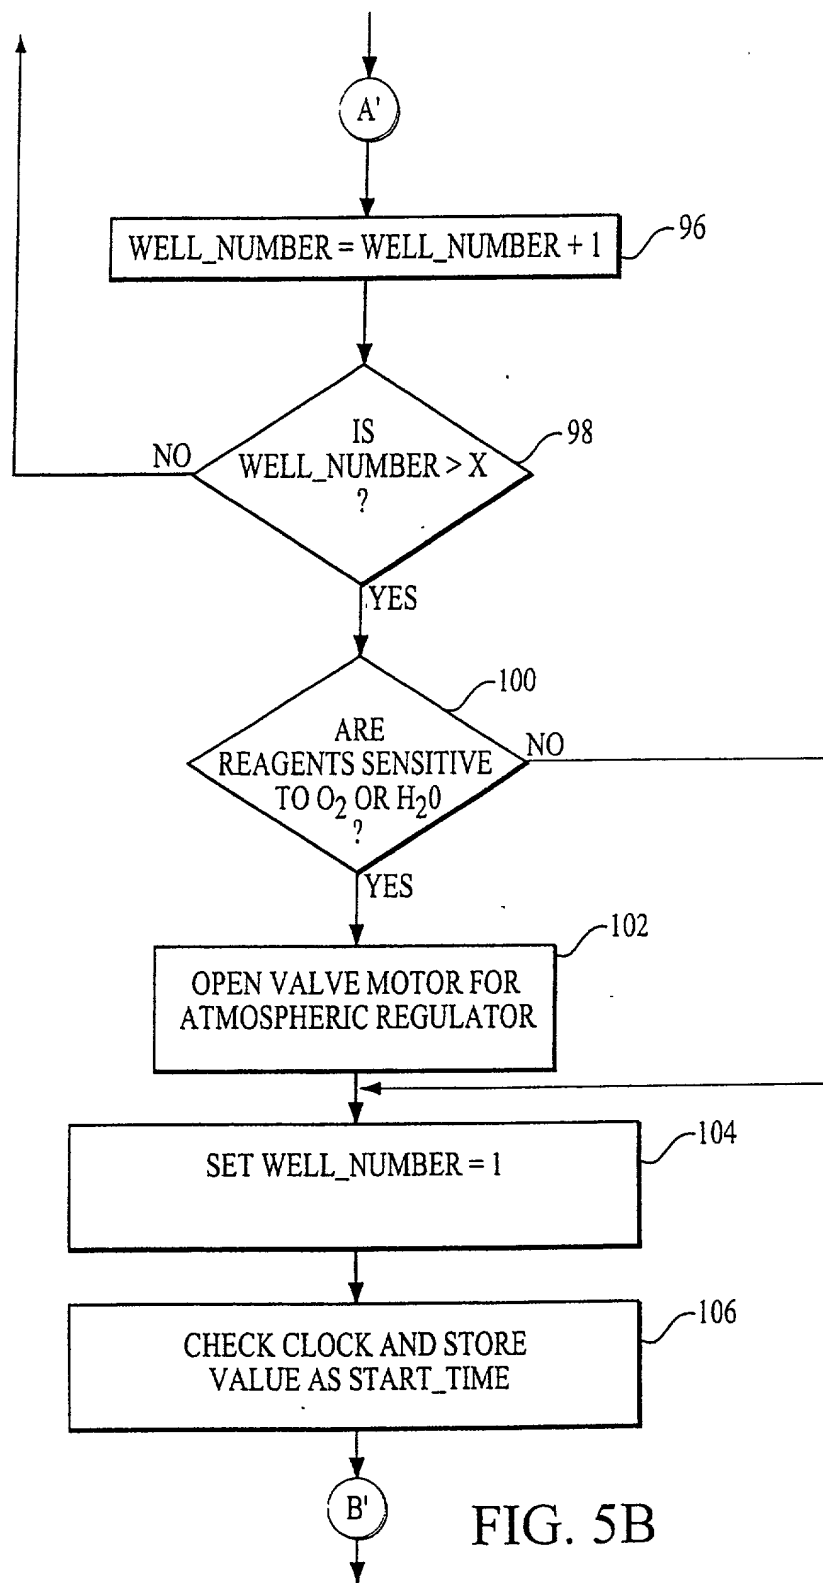 A'
WELL_NUMBER = WELL_NUMBER + 1
96
IS
WELL_NUMBER > X
?
98
NO
YES
100
ARE
REAGENTS SENSITIVE
TO O2 OR H20
?
NO
YES
102
OPEN VALVE MOTOR FOR
ATMOSPHERIC REGULATOR
104
SET WELL_NUMBER = 1
106
CHECK CLOCK AND STORE
VALUE AS START_TIME
B'
FIG. 5B